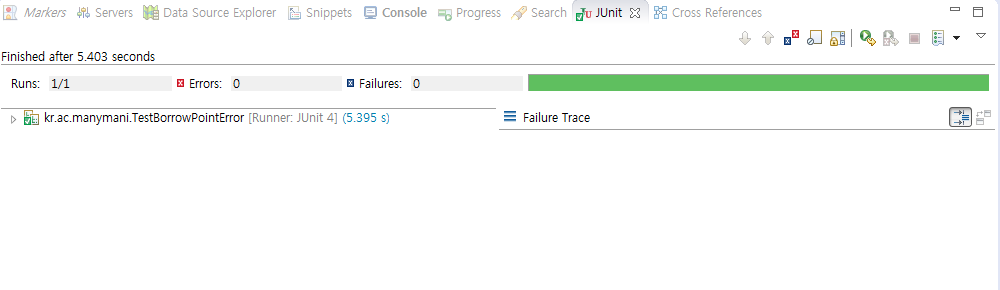 Markers Servers Data Source Explorer Snippets Console Progress Search JUnit Cross References
Finished after 5.403 seconds
Runs: 1/1 Errors: 0 Failures: 0
kr.ac.manymani.TestBorrowPointError [Runner: JUnit 4] (5.395 s) Failure Trace